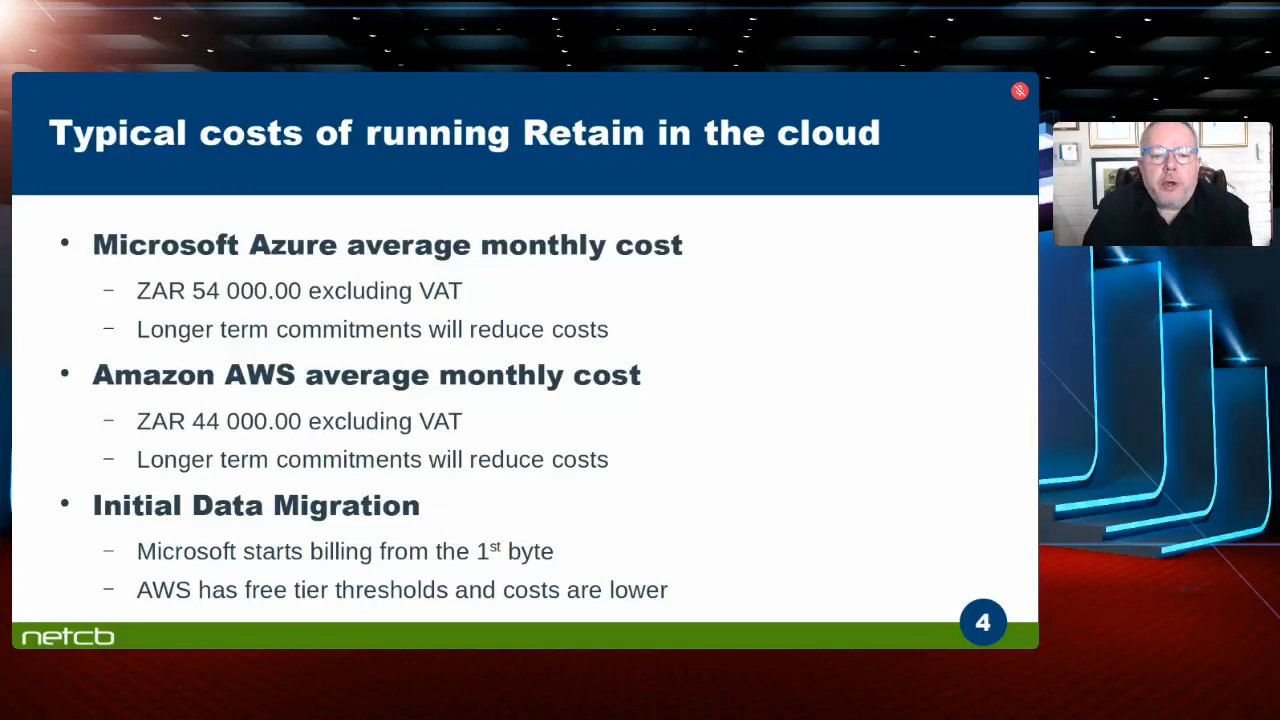 Typical costs of running Retain in the cloud
• Microsoft Azure average monthly cost
– ZAR 54 000.00 excluding VAT
– Longer term commitments will reduce costs
• Amazon AWS average monthly cost
– ZAR 44 000.00 excluding VAT
– Longer term commitments will reduce costs
• Initial Data Migration
– Microsoft starts billing from the 1st byte
– AWS has free tier thresholds and costs are lower
netcb
4